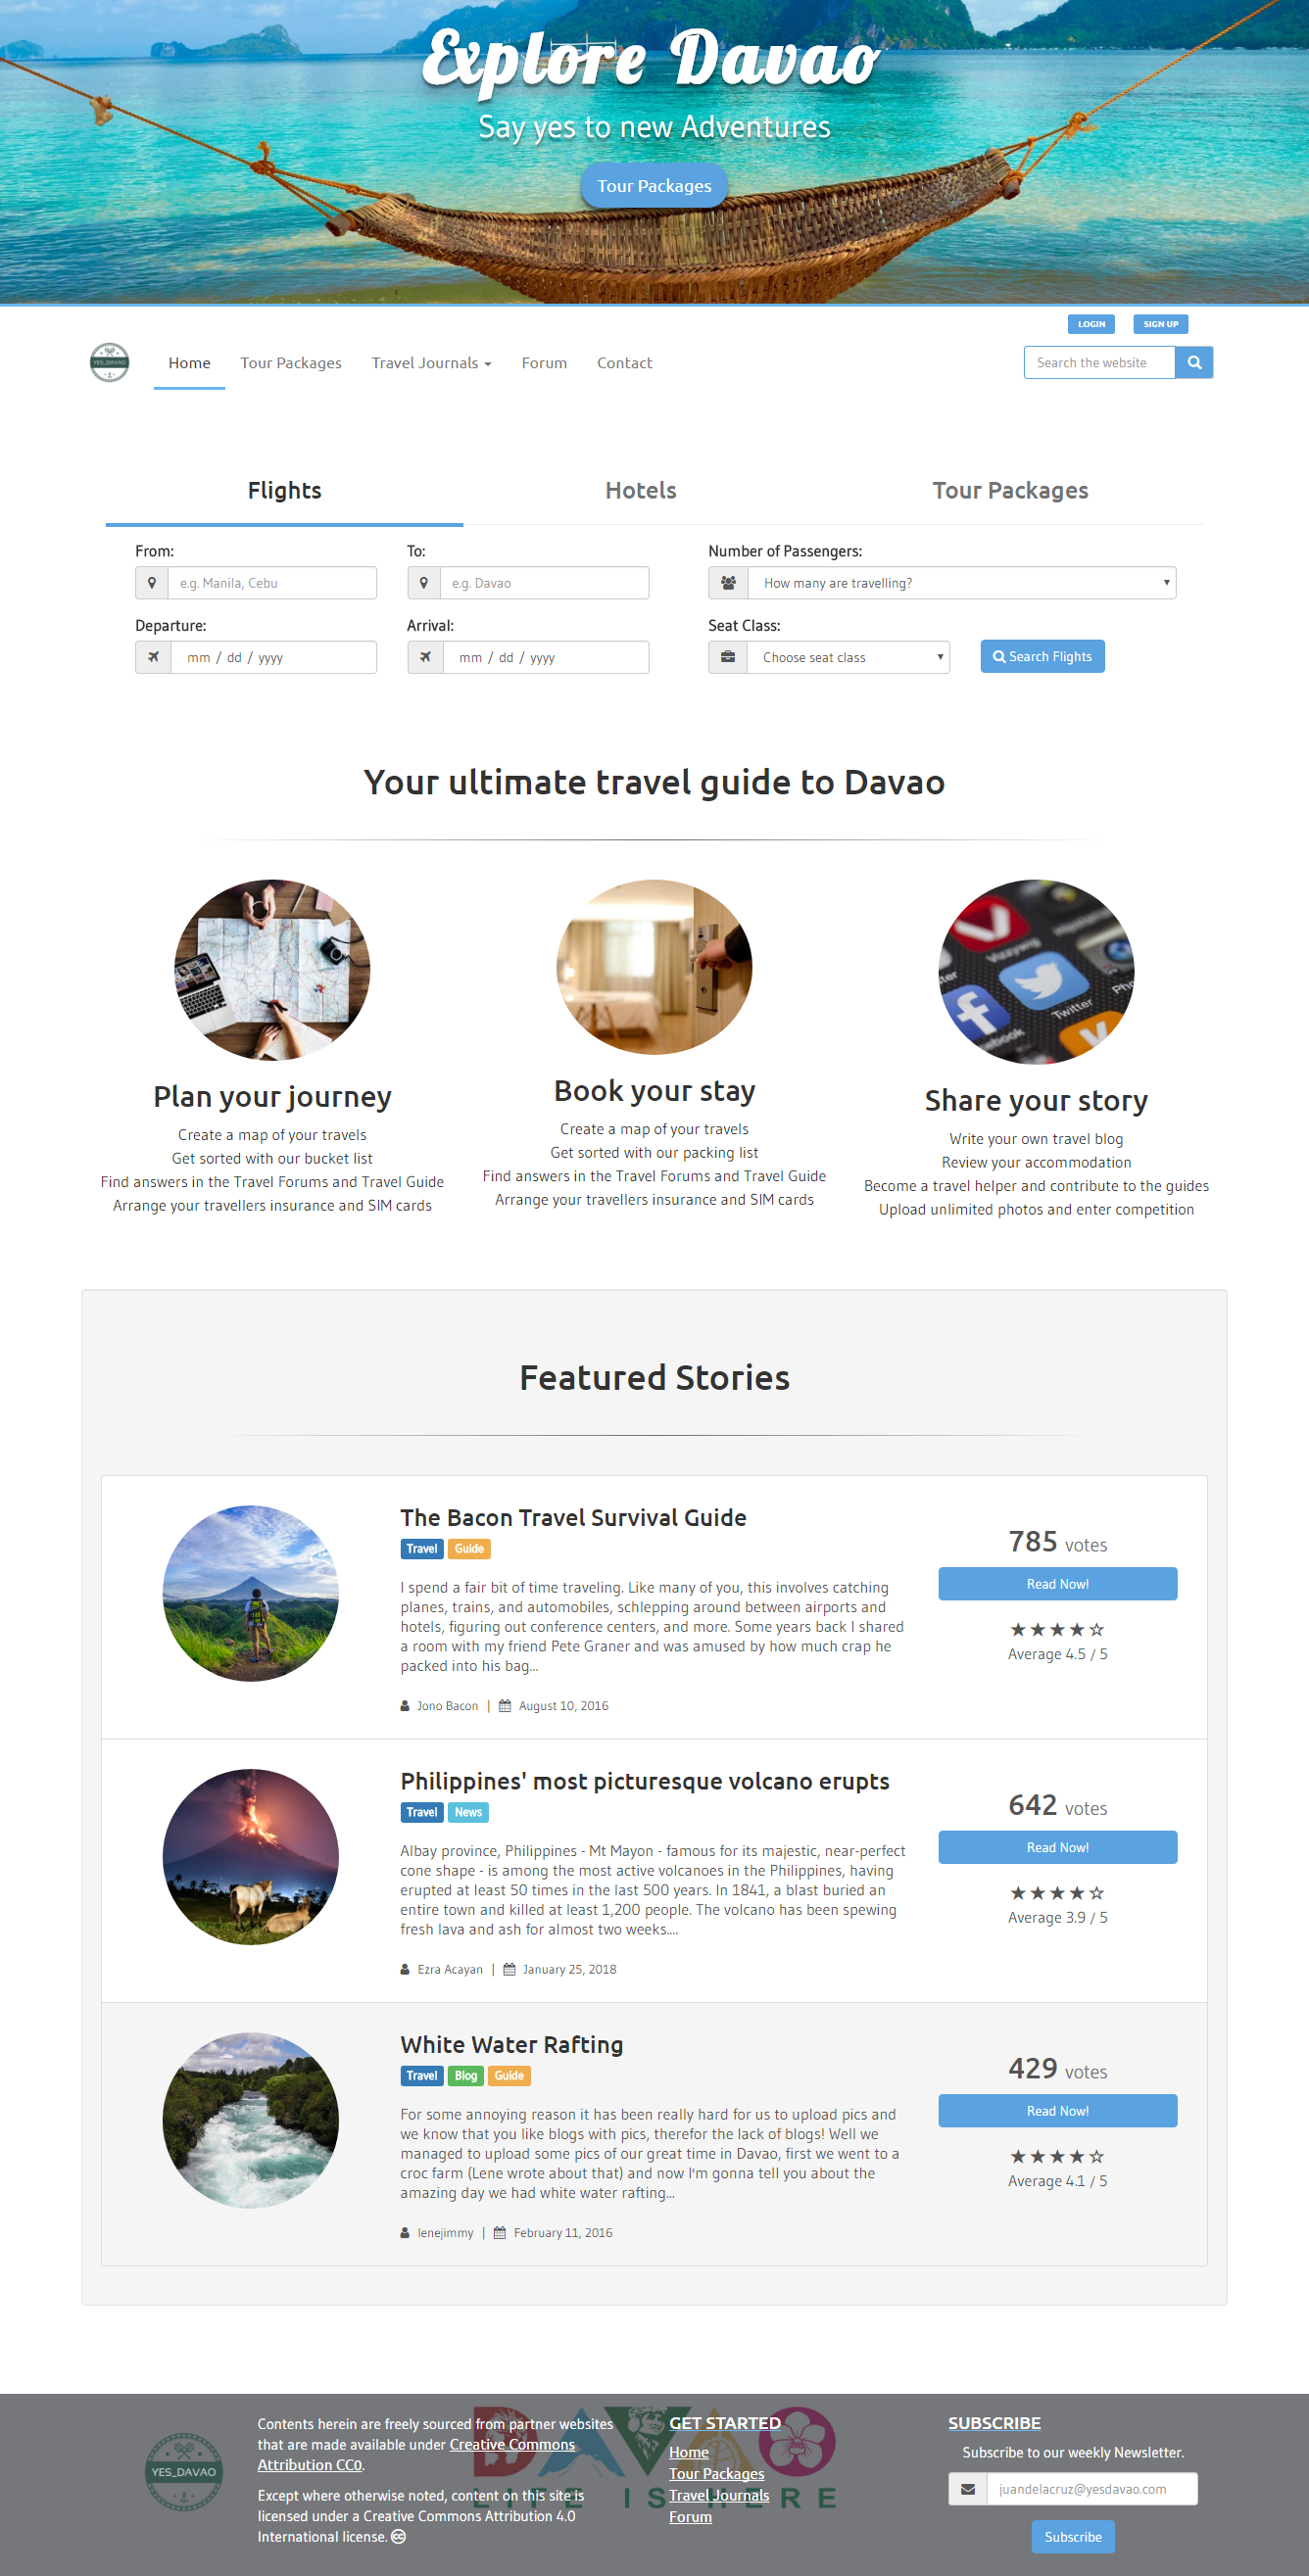 Explore Davao
Say yes to new Adventures
Tour Packages
LOGIN
SIGN UP
YES_DAVAO
Home
Tour Packages
Travel Journals
Forum
Contact
Search the website
Flights
Hotels
Tour Packages
From:
To:
Number of Passengers:
e.g. Manila, Cebu
e.g. Davao
How many are travelling?
Departure:
Arrival:
Seat Class:
mm / dd / yyyy
mm / dd / yyyy
Choose seat class
Search Flights
Your ultimate travel guide to Davao
Vizzywig
Twitter
Plan your journey
Create a map of your travels
Get sorted with our bucket list
Find answers in the Travel Forums and Travel Guide
Arrange your travellers insurance and SIM cards
Book your stay
Create a map of your travels
Get sorted with our packing list
Find answers in the Travel Forums and Travel Guide
Arrange your travellers insurance and SIM cards
Share your story
Write your own travel blog
Review your accommodation
Become a travel helper and contribute to the guides
Upload unlimited photos and enter competition
Featured Stories
The Bacon Travel Survival Guide
Travel Guide
I spend a fair bit of time traveling. Like many of you, this involves catching
planes, trains, and automobiles, schlepping around between airports and
hotels, figuring out conference centers, and more. Some years back I shared
a room with my friend Pete Graner and was amused by how much crap he
packed into his bag...
Jono Bacon | August 10, 2016
785 votes
Read Now!
Average 4.5 / 5
Philippines' most picturesque volcano erupts
Travel News
Albay province, Philippines - Mt Mayon - famous for its majestic, near-perfect
cone shape - is among the most active volcanoes in the Philippines, having
erupted at least 50 times in the last 500 years. In 1841, a blast buried an
entire town and killed at least 1,200 people. The volcano has been spewing
fresh lava and ash for almost two weeks....
Ezra Acayan | January 25, 2018
642 votes
Read Now!
Average 3.9 / 5
White Water Rafting
Travel Blog Guide
For some annoying reason it has been really hard for us to upload pics and
we know that you like blogs with pics, therefor the lack of blogs! Well we
managed to upload some pics of our great time in Davao, first we went to a
croc farm (Lene wrote about that) and now I'm gonna tell you about the
amazing day we had white water rafting...
lenejimmy | February 11, 2016
429 votes
Read Now!
Average 4.1 / 5
YES_DAVAO
Contents herein are freely sourced from partner websites
that are made available under Creative Commons
Attribution CC0.
Except where otherwise noted, content on this site is
licensed under a Creative Commons Attribution 4.0
International license.
DAVAO
LIFE IS HERE
GET STARTED
Home
Tour Packages
Travel Journals
Forum
SUBSCRIBE
Subscribe to our weekly Newsletter.
juandelacruz@yesdavao.com
Subscribe